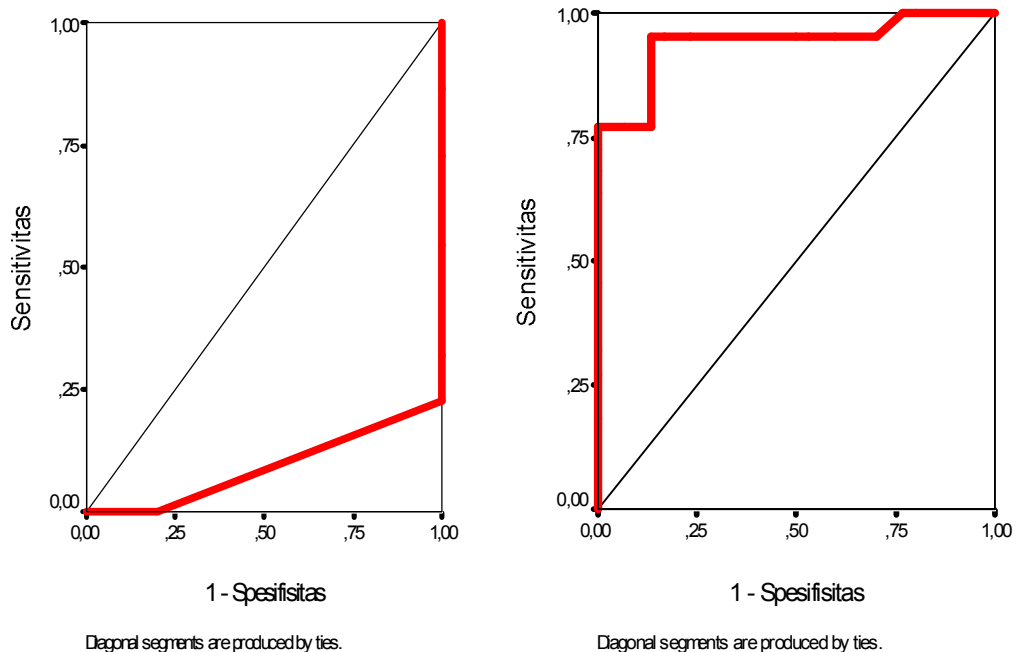 1,00
,75
,50
,25
0,00
Sensitivitas
0,00 ,25 ,50 ,75 1,00
1 - Spesifisitas
Diagonal segments are produced by ties.
1,00
,75
,50
,25
0,00
Sensitivitas
0,00 ,25 ,50 ,75 1,00
1 - Spesifisitas
Diagonal segments are produced by ties.